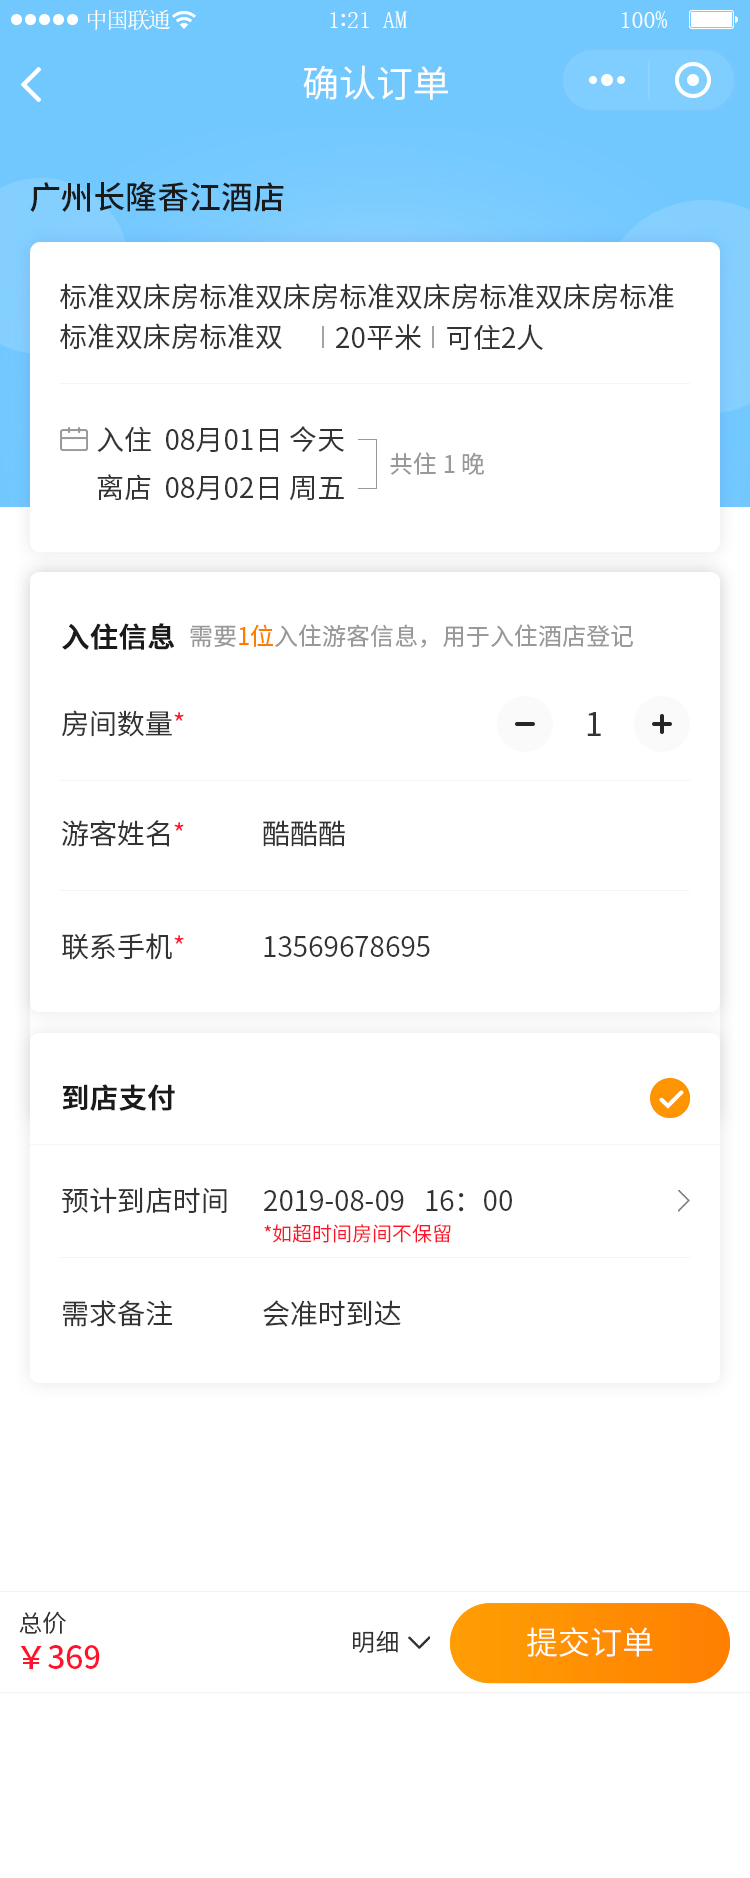 中国联通 1:21 AM 100%
确认订单
广州长隆香江酒店
标准双床房标准双床房标准双床房标准双床房标准
标准双床房标准双 20平米 可住2人
入住 08月01日 今天
共住 1 晚
离店 08月02日 周五
入住信息 需要1位入住游客信息，用于入住酒店登记
房间数量* 1
游客姓名* 酷酷酷
联系手机* 13569678695
到店支付
预计到店时间 2019-08-09 16：00
*如超时间房间不保留
需求备注 会准时到达
总价
￥369
明细 提交订单